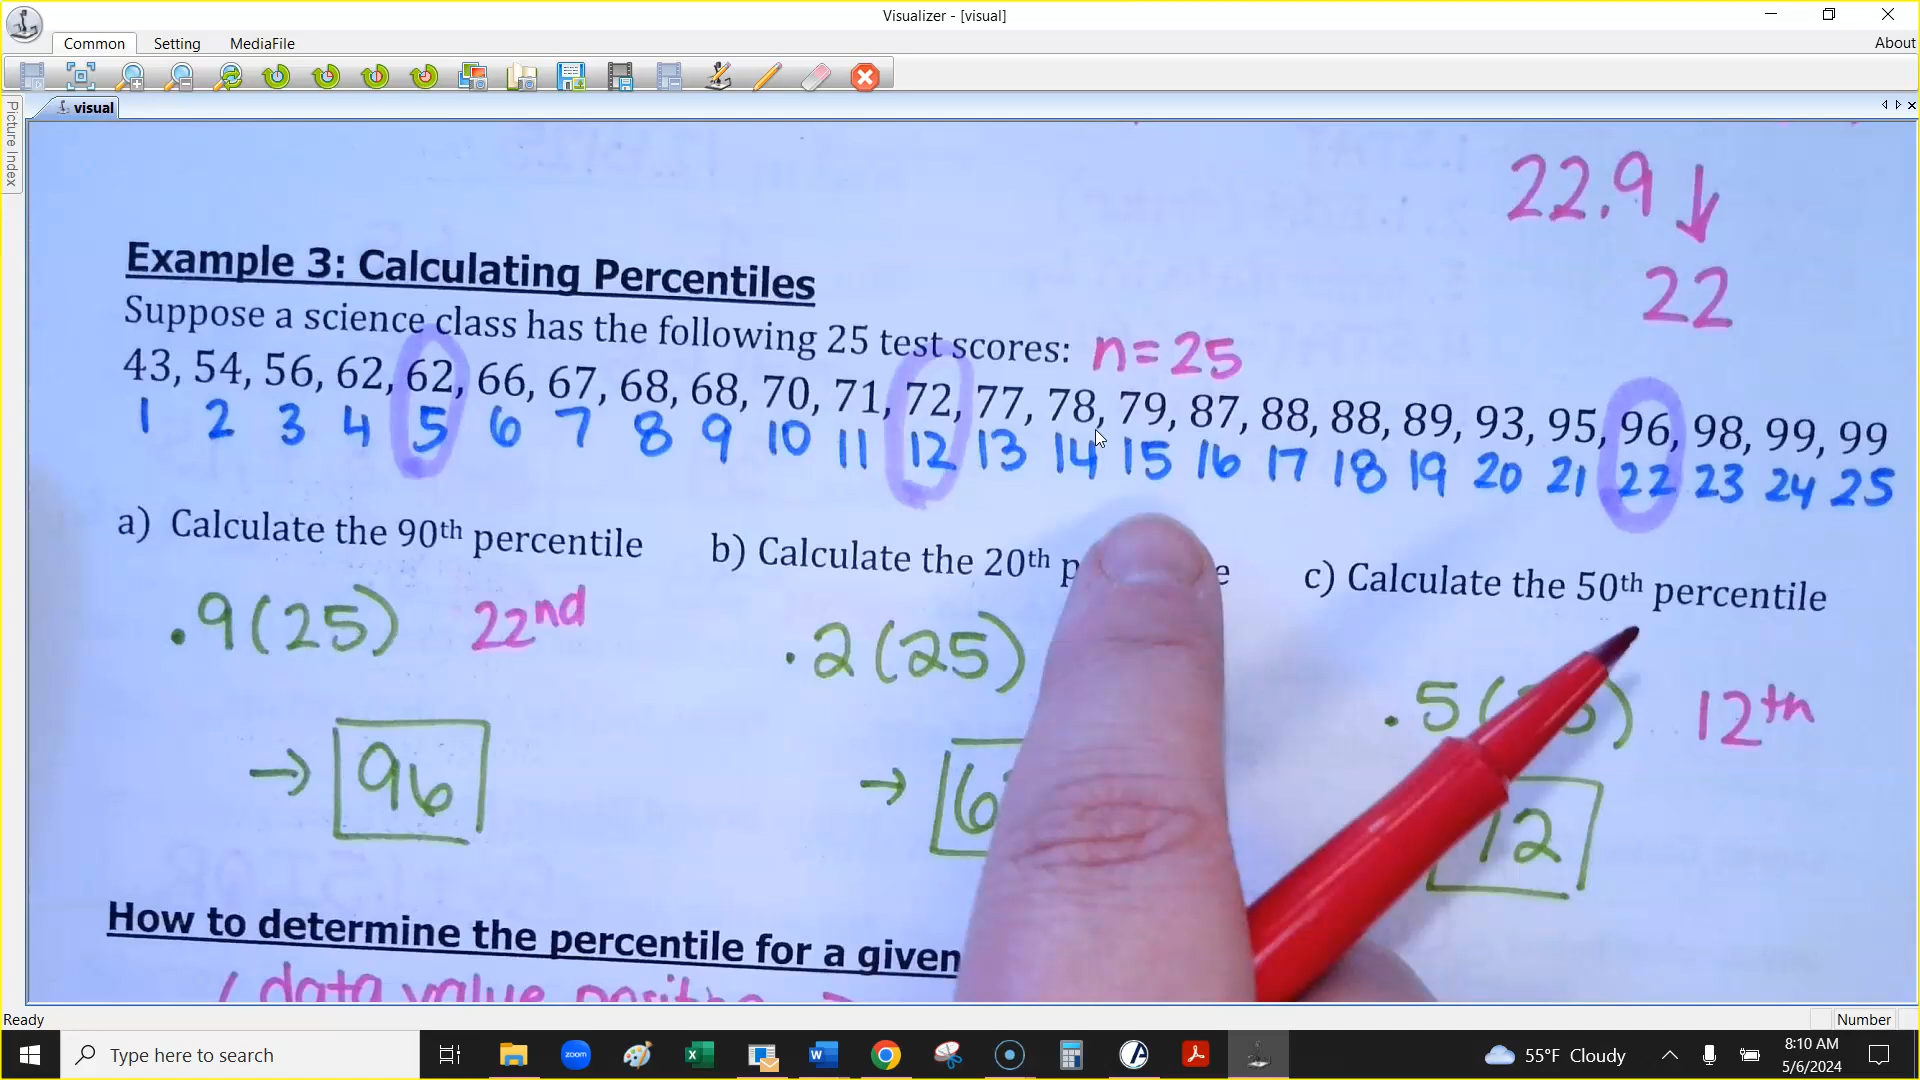 Visualizer - [visual]
Common Setting MediaFile
About
Picture Index
visual
22.9 ↓
22
Example 3: Calculating Percentiles
Suppose a science class has the following 25 test scores: n=25
43, 54, 56, 62, 62, 66, 67, 68, 68, 70, 71, 72, 77, 78, 79, 87, 88, 88, 89, 93, 95, 96, 98, 99, 99
1 2 3 4 5 6 7 8 9 10 11 12 13 14 15 16 17 18 19 20 21 22 23 24 25
a) Calculate the 90th percentile
b) Calculate the 20th
c) Calculate the 50th percentile
.9(25) 22nd
.2(25)
.5( 12th
→ 96
→ 6
How to determine the percentile for a given
data value
Ready
Number
Type here to search
zoom
55°F Cloudy
8:10 AM
5/6/2024